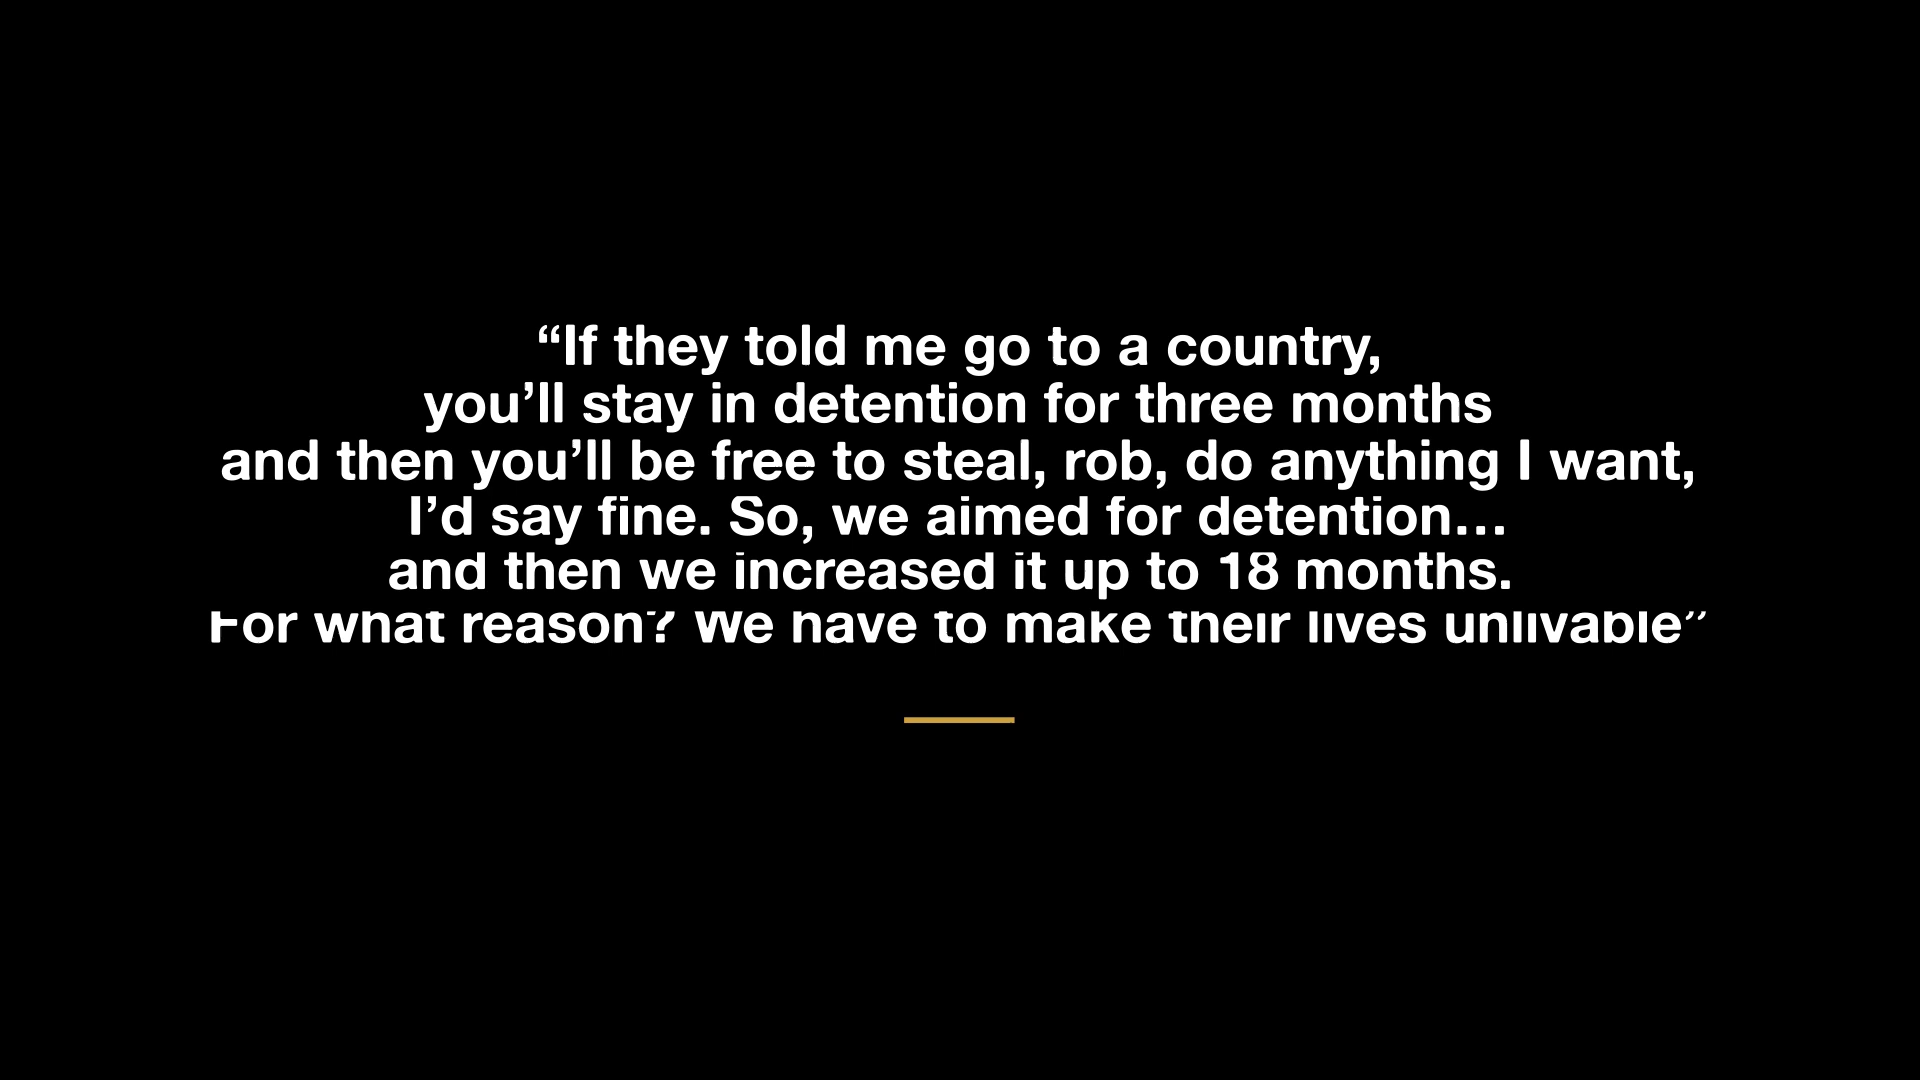 “If they told me go to a country,
you’ll stay in detention for three months
and then you’ll be free to steal, rob, do anything I want,
I’d say fine. So, we aimed for detention…
and then we increased it up to 18 months.
For what reason? We have to make their lives unlivable”